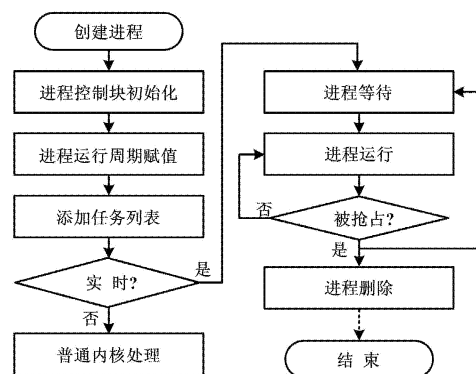 创建进程
进程控制块初始化
进程运行周期赋值
添加任务列表
实 时?
是
否
普通内核处理
进程等待
进程运行
否
被抢占?
是
进程删除
结 束